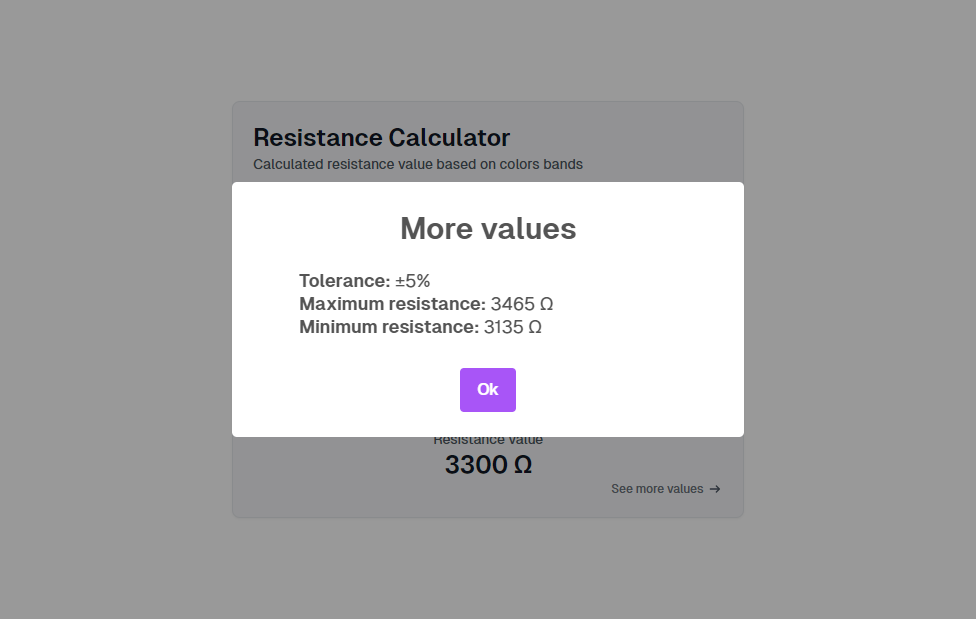 Resistance Calculator
Calculated resistance value based on colors bands
More values
Tolerance: ±5%
Maximum resistance: 3465 Ω
Minimum resistance: 3135 Ω
Ok
Resistance value
3300 Ω
See more values →